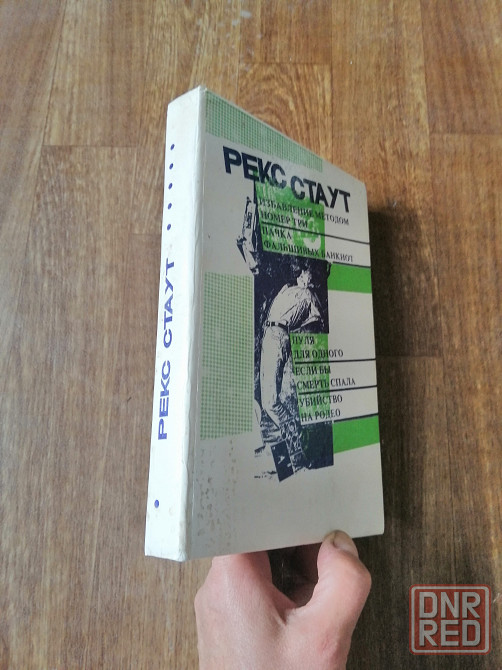 РЕКС СТАУТ
РЕКС СТАУТ
ИЗБАВЛЕНИЕ МЕТОДОМ
НОМЕР ТРИ
ПАЧКА
ФАЛЬШИВЫХ БАНКНОТ
ПУЛЯ
ДЛЯ ОДНОГО
ЕСЛИ БЫ
СМЕРТЬ СПАЛА
УБИЙСТВО
НА РОДЕО
DNR
RED